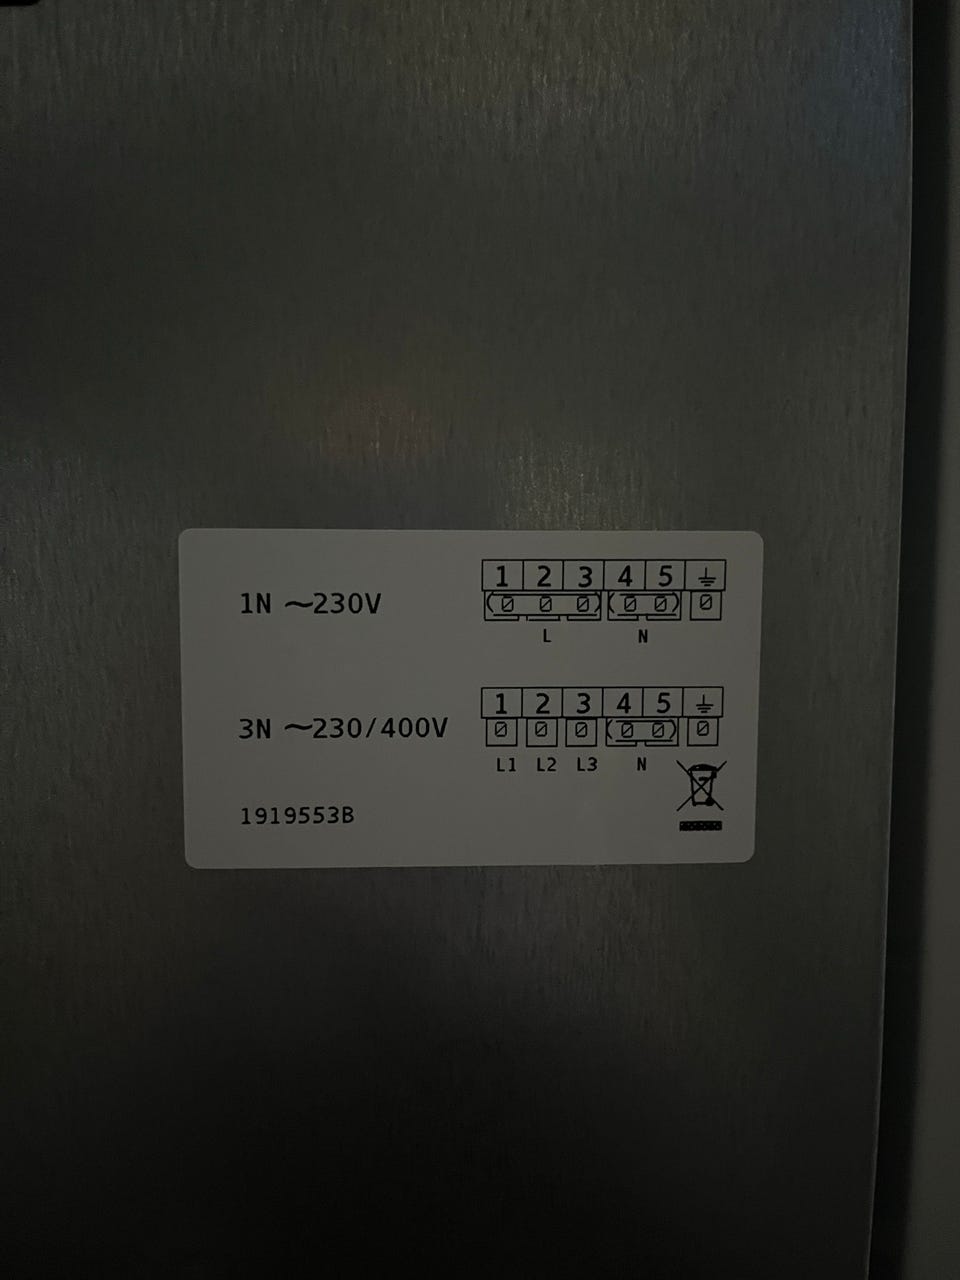 1 2 3 4 5
1N ~230V
L N
1 2 3 4 5
3N ~230/400V
L1 L2 L3 N
1919553B